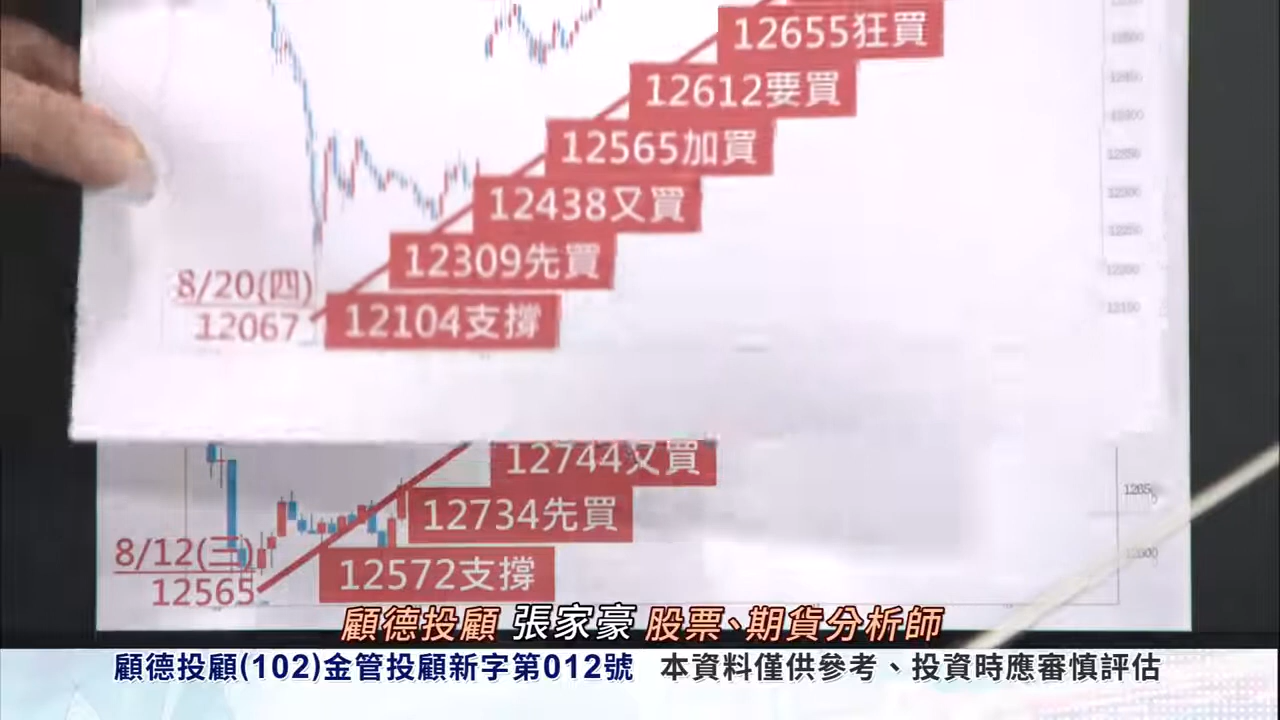 12655狂買
12612要買
12565加買
12438又買
12309先買
8/20(四)
12067
12104支撐
12744又買
12734先買
8/12(三)
12565
12572支撐
顧德投顧 張家豪 股票、期貨分析師
顧德投顧(102)金管投顧新字第012號 本資料僅供參考、投資時應審慎評估